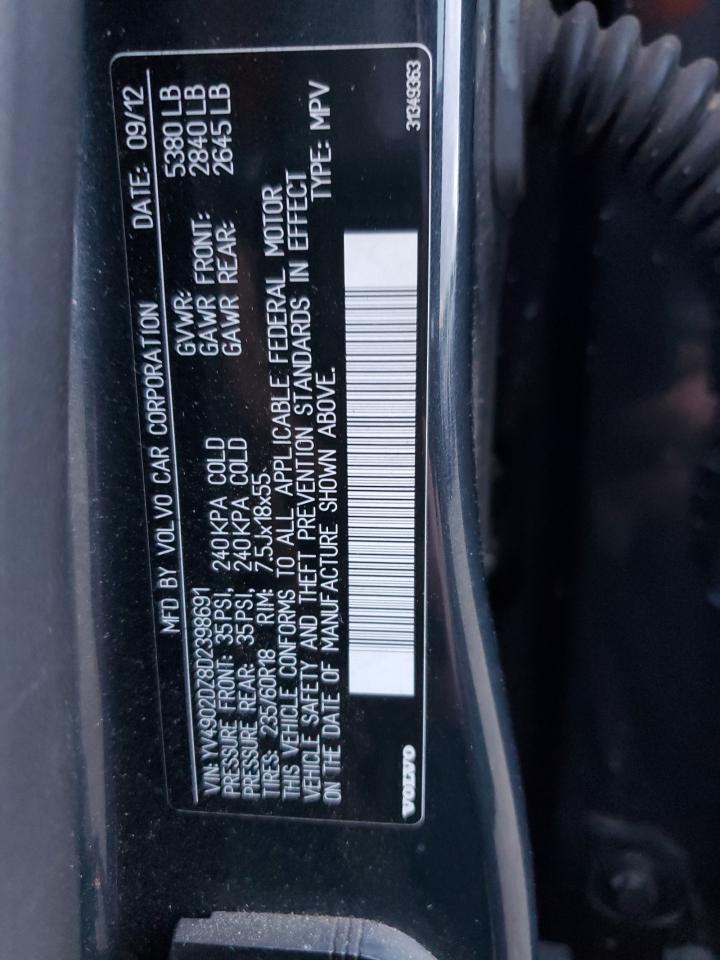 MFD BY VOLVO CAR CORPORATION DATE: 09/12
GVWR: 5380 LB
GAWR FRONT: 2840 LB
GAWR REAR: 2645 LB
VIN: YV4902DZ8D2398691
PRESSURE FRONT: 35PSI, 240KPA COLD
PRESSURE REAR: 35PSI, 240KPA COLD
TIRES: 235/60R18 RIM: 7.5Jx18x55
THIS VEHICLE CONFORMS TO ALL APPLICABLE FEDERAL MOTOR
VEHICLE SAFETY AND THEFT PREVENTION STANDARDS IN EFFECT
ON THE DATE OF MANUFACTURE SHOWN ABOVE. TYPE: MPV
VOLVO 31349363